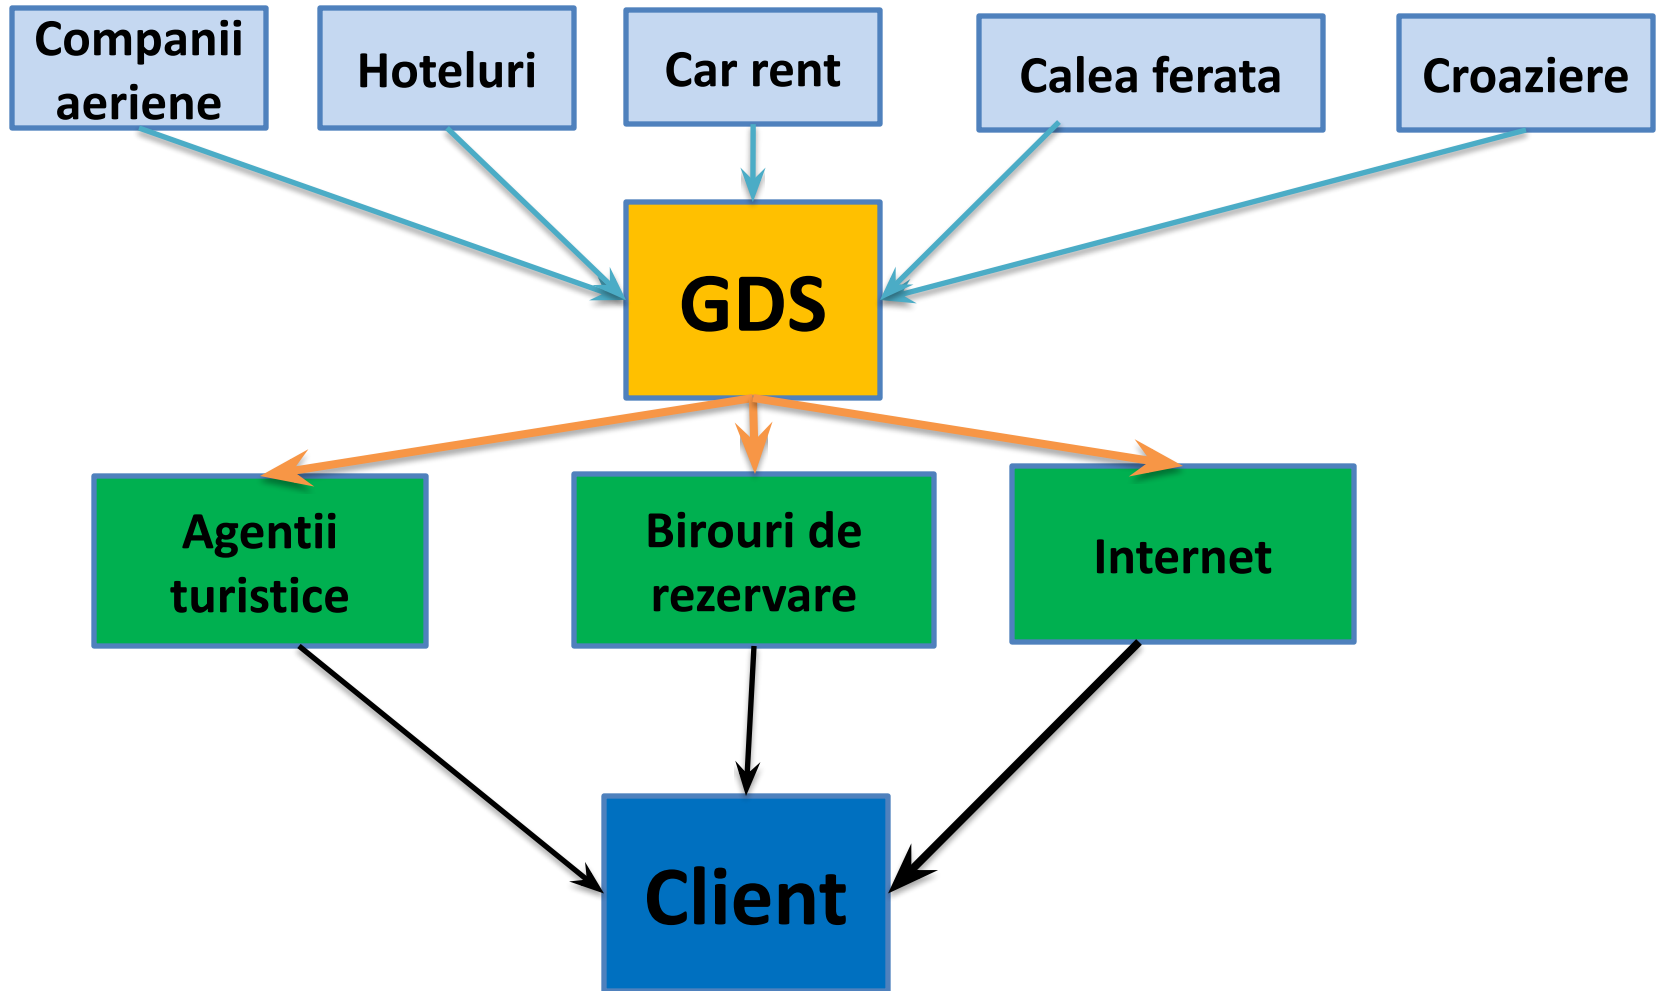 Companii
aeriene
Hoteluri
Car rent
Calea ferata
Croaziere
GDS
Agentii
turistice
Birouri de
rezervare
Internet
Client